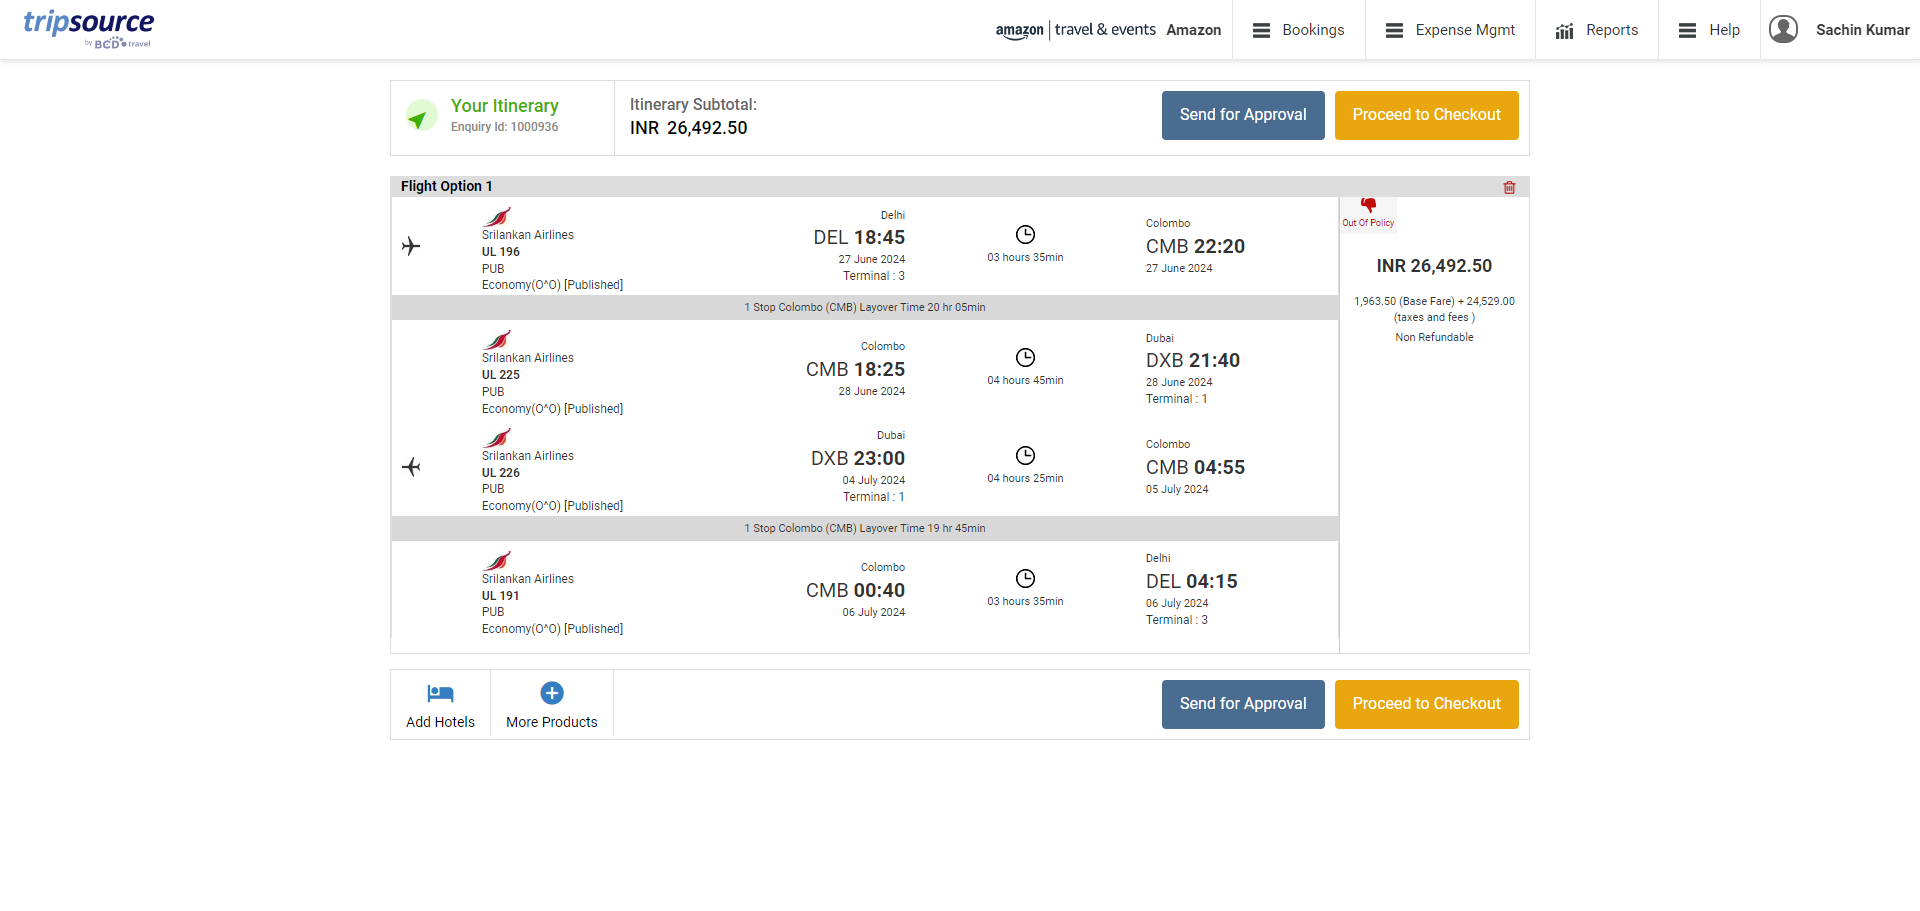 tripsource
by BCD travel
amazon | travel & events Amazon
Bookings
Expense Mgmt
Reports
Help
Sachin Kumar
Your Itinerary
Enquiry Id: 1000936
Itinerary Subtotal:
INR 26,492.50
Send for Approval
Proceed to Checkout
Flight Option 1
Srilankan Airlines
UL 196
PUB
Economy(O^O) [Published]
Delhi
DEL 18:45
27 June 2024
Terminal : 3
03 hours 35min
Colombo
CMB 22:20
27 June 2024
Out Of Policy
INR 26,492.50
1,963.50 (Base Fare) + 24,529.00
(taxes and fees )
Non Refundable
1 Stop Colombo (CMB) Layover Time 20 hr 05min
Srilankan Airlines
UL 225
PUB
Economy(O^O) [Published]
Colombo
CMB 18:25
28 June 2024
04 hours 45min
Dubai
DXB 21:40
28 June 2024
Terminal : 1
Srilankan Airlines
UL 226
PUB
Economy(O^O) [Published]
Dubai
DXB 23:00
04 July 2024
Terminal : 1
04 hours 25min
Colombo
CMB 04:55
05 July 2024
1 Stop Colombo (CMB) Layover Time 19 hr 45min
Srilankan Airlines
UL 191
PUB
Economy(O^O) [Published]
Colombo
CMB 00:40
06 July 2024
03 hours 35min
Delhi
DEL 04:15
06 July 2024
Terminal : 3
Add Hotels
More Products
Send for Approval
Proceed to Checkout